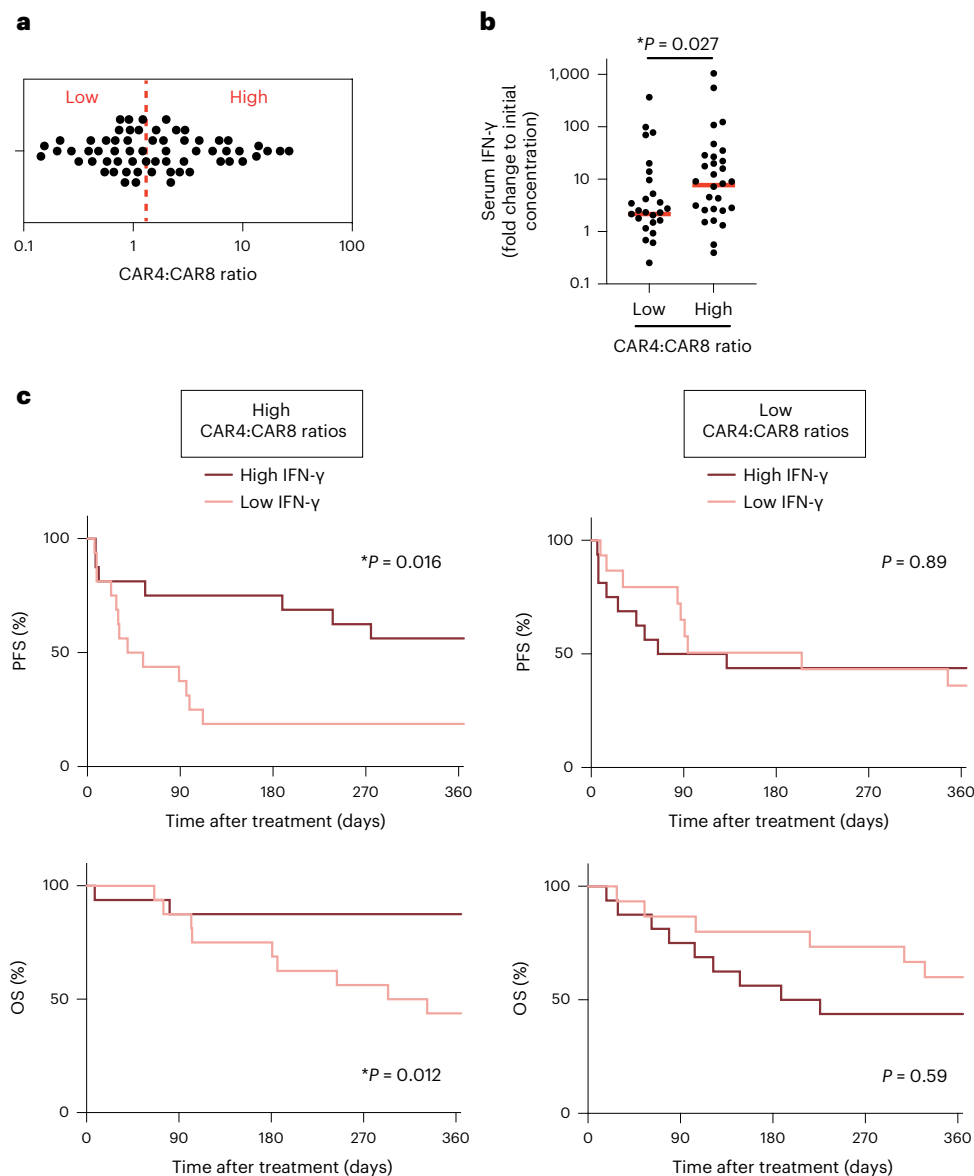 a
Low
High
0.1
1
10
100
CAR4:CAR8 ratio
b
*P = 0.027
Serum IFN-γ
(fold change to initial
concentration)
1,000
100
10
1
0.1
Low
High
CAR4:CAR8 ratio
c
High
CAR4:CAR8 ratios
High IFN-γ
Low IFN-γ
PFS (%)
100
50
0
*P = 0.016
0
90
180
270
360
Time after treatment (days)
Low
CAR4:CAR8 ratios
High IFN-γ
Low IFN-γ
PFS (%)
100
50
0
P = 0.89
0
90
180
270
360
Time after treatment (days)
OS (%)
100
50
0
*P = 0.012
0
90
180
270
360
Time after treatment (days)
OS (%)
100
50
0
P = 0.59
0
90
180
270
360
Time after treatment (days)